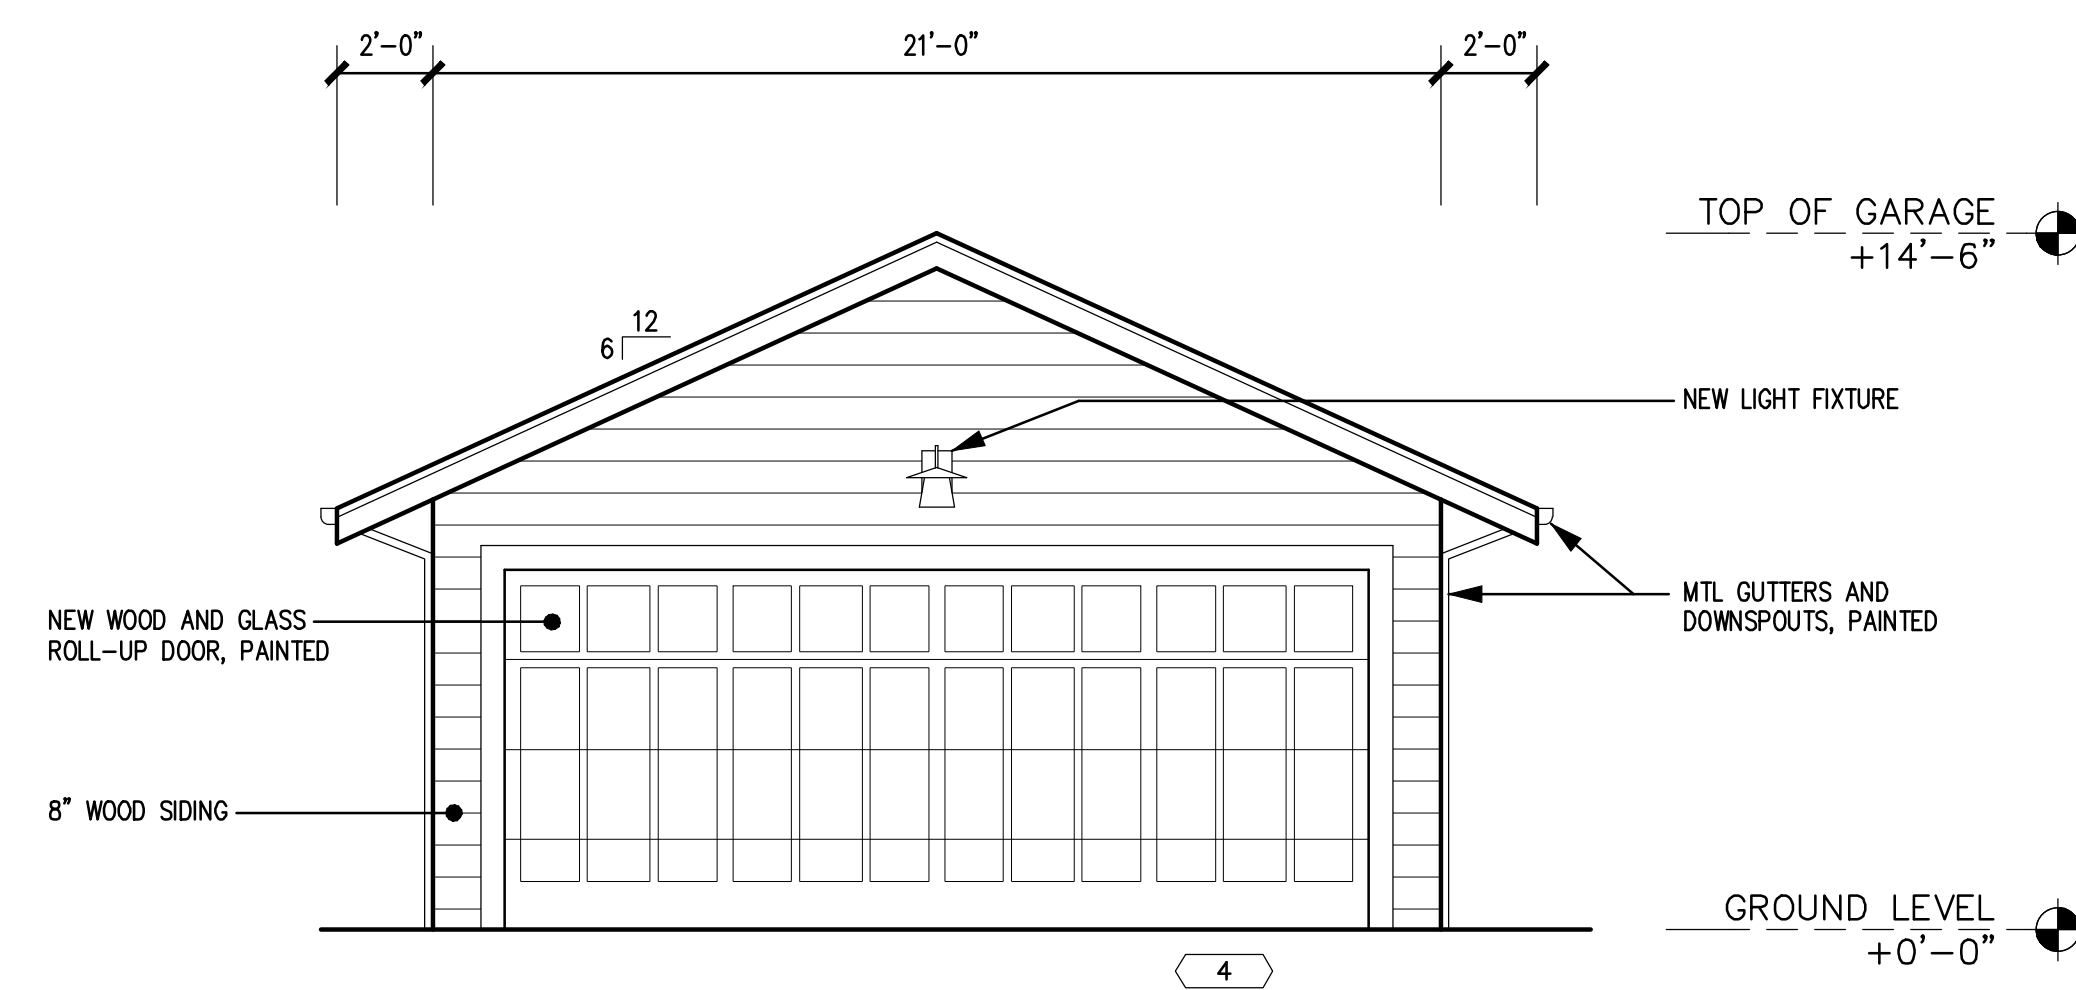 2'-0" 21'-0" 2'-0"
TOP OF GARAGE
+14'-6"
12
6
NEW LIGHT FIXTURE
MTL GUTTERS AND
DOWNSPOUTS, PAINTED
NEW WOOD AND GLASS
ROLL-UP DOOR, PAINTED
8" WOOD SIDING
GROUND LEVEL
+0'-0"
4